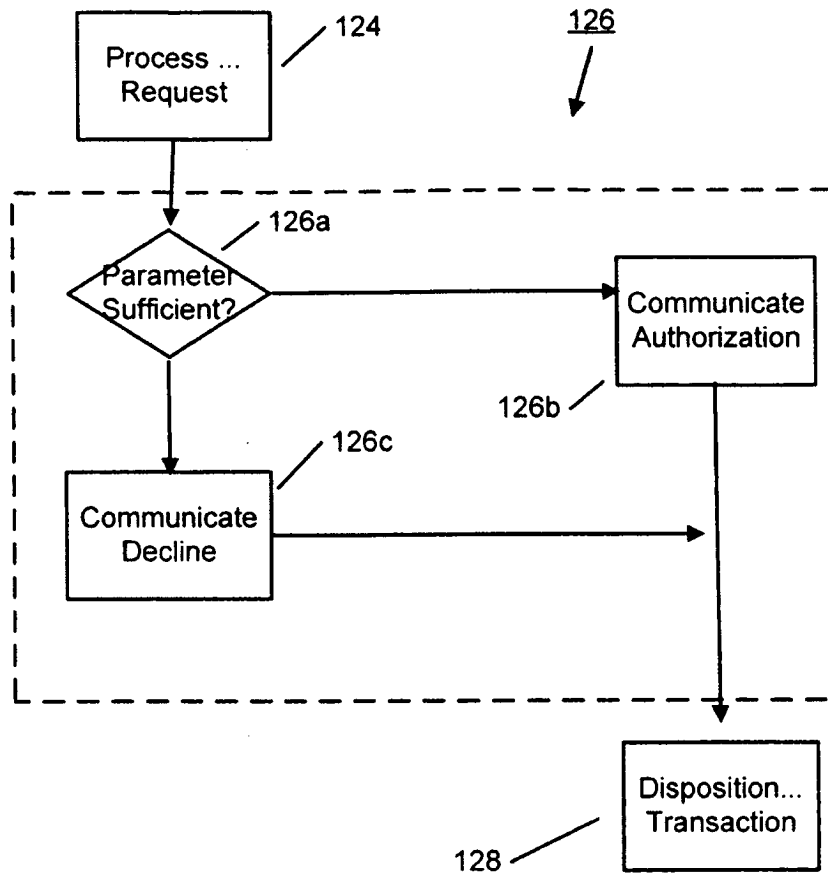 124
126
Process ...
Request
126a
Parameter
Sufficient?
Communicate
Authorization
126b
126c
Communicate
Decline
Disposition...
Transaction
128